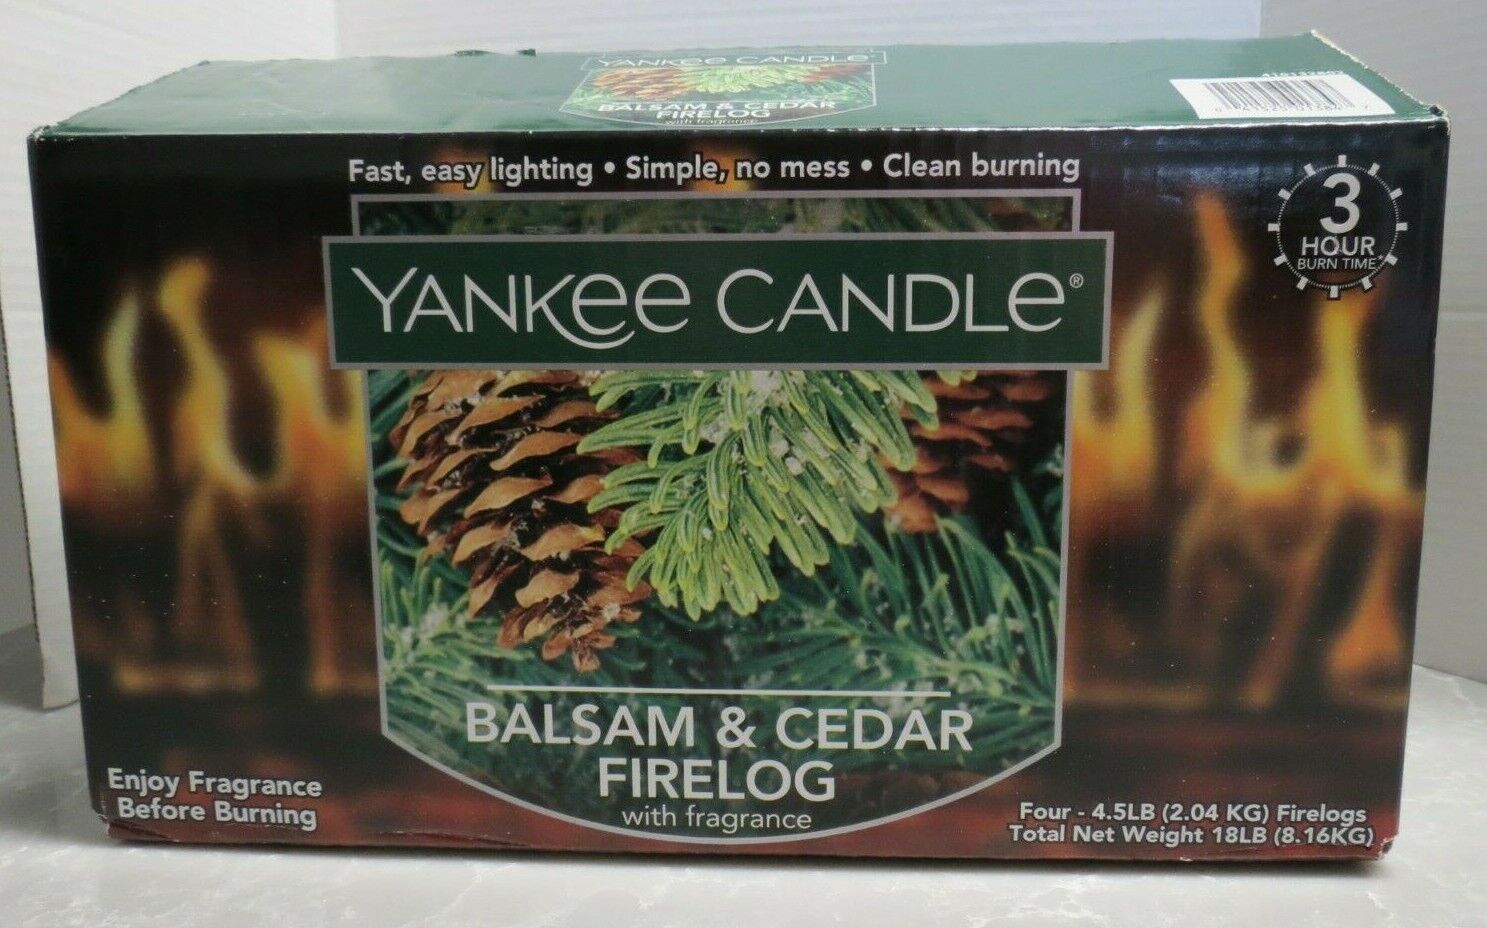 YANKEE CANDLE®
BALSAM & CEDAR
FIRELOG
with fragrance
Fast, easy lighting • Simple, no mess • Clean burning
3
HOUR
BURN TIME*
YANKEE CANDLE®
BALSAM & CEDAR
FIRELOG
with fragrance
Enjoy Fragrance
Before Burning
Four - 4.5LB (2.04 KG) Firelogs
Total Net Weight 18LB (8.16KG)